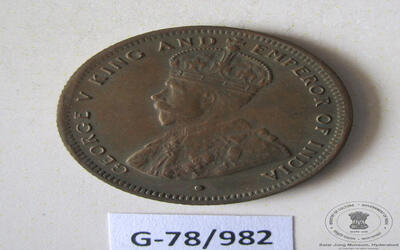 GEORGE V KING AND EMPEROR OF INDIA
G-78/982
Salar Jung Museum, Hyderabad